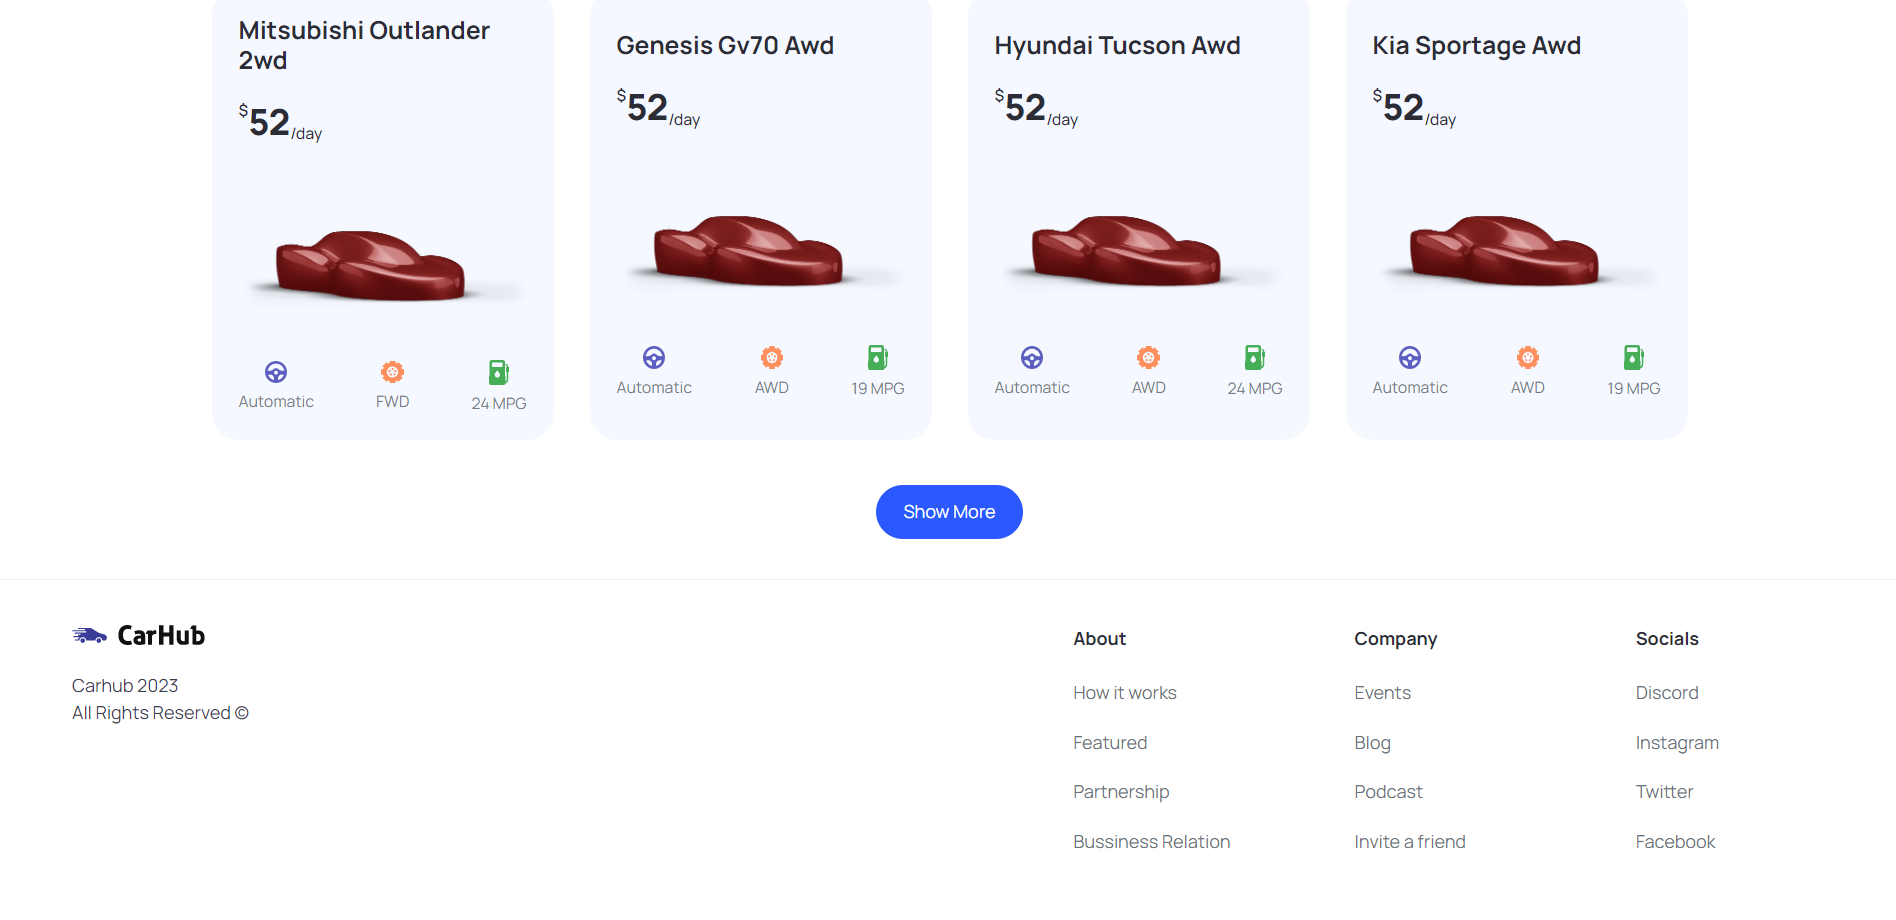 Mitsubishi Outlander
2wd
$52/day
Automatic FWD 24 MPG
Genesis Gv70 Awd
$52/day
Automatic AWD 19 MPG
Hyundai Tucson Awd
$52/day
Automatic AWD 24 MPG
Kia Sportage Awd
$52/day
Automatic AWD 19 MPG
Show More
CarHub
Carhub 2023
All Rights Reserved ©
About
How it works
Featured
Partnership
Bussiness Relation
Company
Events
Blog
Podcast
Invite a friend
Socials
Discord
Instagram
Twitter
Facebook